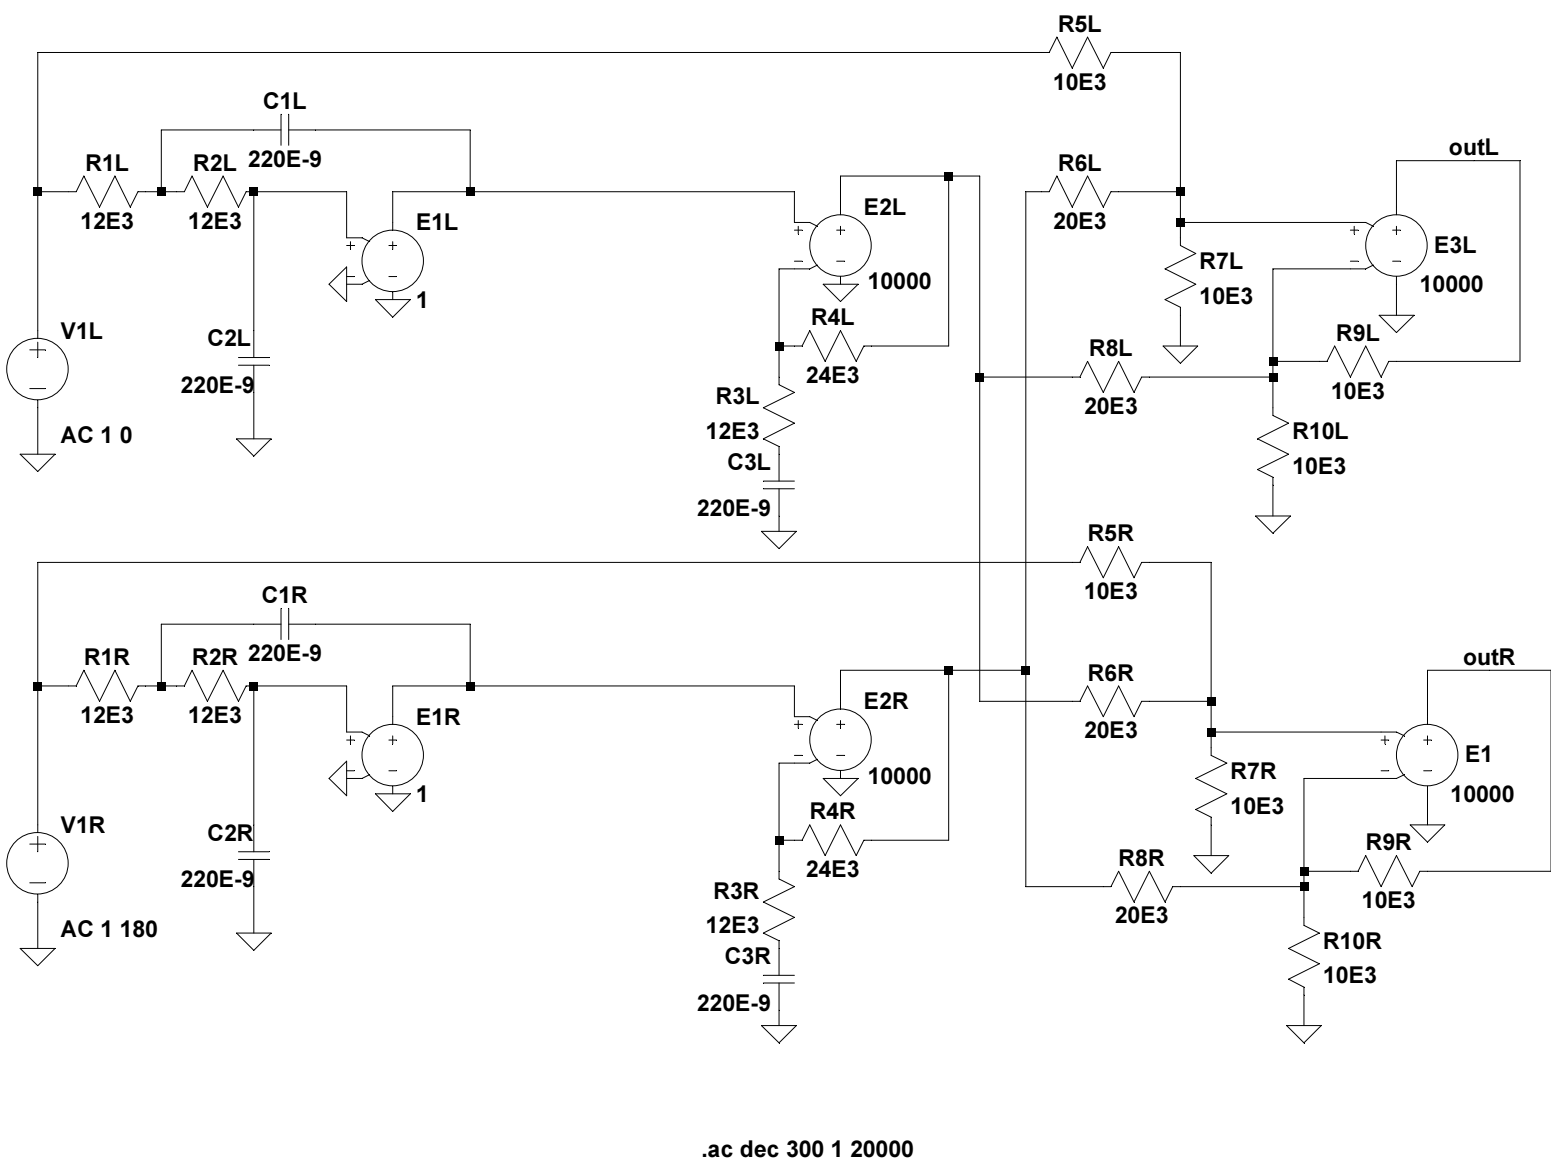 R5L
10E3
C1L
220E-9
R1L
12E3
R2L
12E3
E1L
1
R6L
20E3
outL
E2L
10000
E3L
10000
R7L
10E3
V1L
AC 1 0
C2L
220E-9
R4L
24E3
R3L
12E3
C3L
220E-9
R8L
20E3
R9L
10E3
R10L
10E3
R5R
10E3
C1R
220E-9
R1R
12E3
R2R
12E3
E1R
1
R6R
20E3
outR
E2R
10000
E1
10000
R7R
10E3
V1R
AC 1 180
C2R
220E-9
R4R
24E3
R3R
12E3
C3R
220E-9
R8R
20E3
R9R
10E3
R10R
10E3
.ac dec 300 1 20000